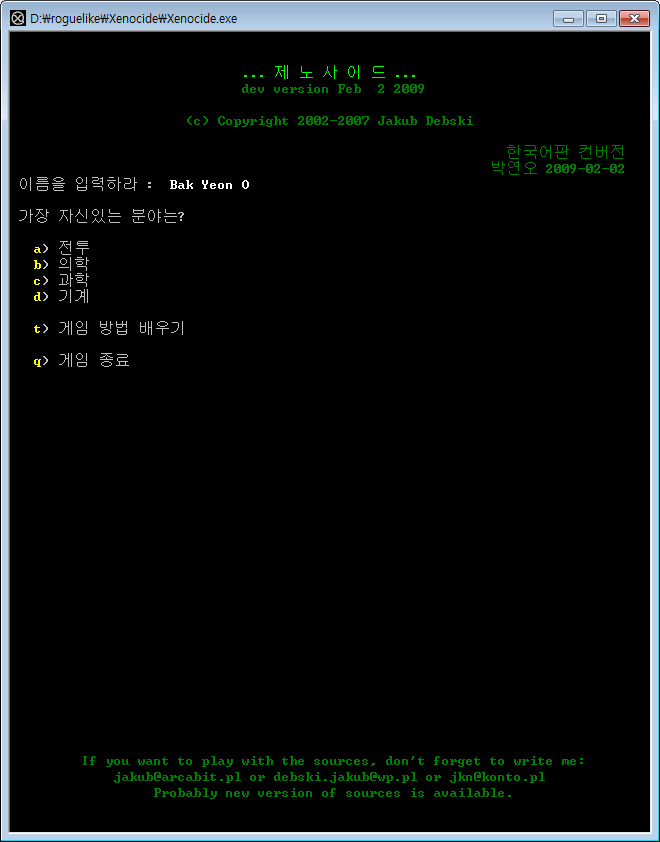 D:₩roguelike₩Xenocide₩Xenocide.exe
... 제 노 사 이 드 ...
dev version Feb  2 2009
(c) Copyright 2002-2007 Jakub Debski
한국어판 컨버전
박연오 2009-02-02
이름을 입력하라 :  Bak Yeon O
가장 자신있는 분야는?
a) 전투
b) 의학
c) 과학
d) 기계
t) 게임 방법 배우기
q) 게임 종료
If you want to play with the sources, don't forget to write me:
jakub@arcabit.pl or debski.jakub@wp.pl or jkn@konto.pl
Probably new version of sources is available.